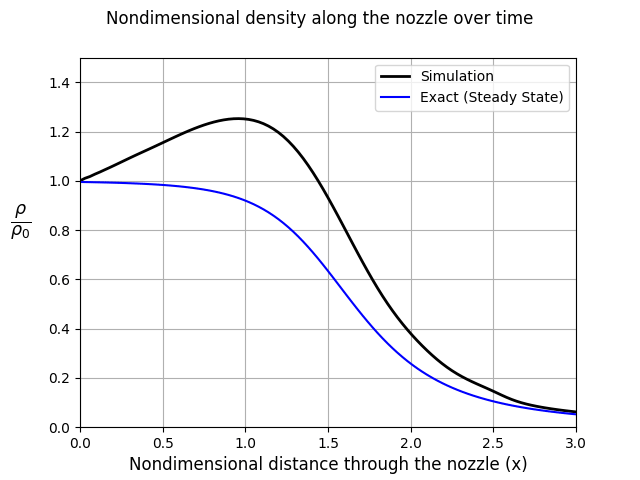 Nondimensional density along the nozzle over time
Simulation
Exact (Steady State)
ρ
ρ0
1.4
1.2
1.0
0.8
0.6
0.4
0.2
0.0
0.0 0.5 1.0 1.5 2.0 2.5 3.0
Nondimensional distance through the nozzle (x)